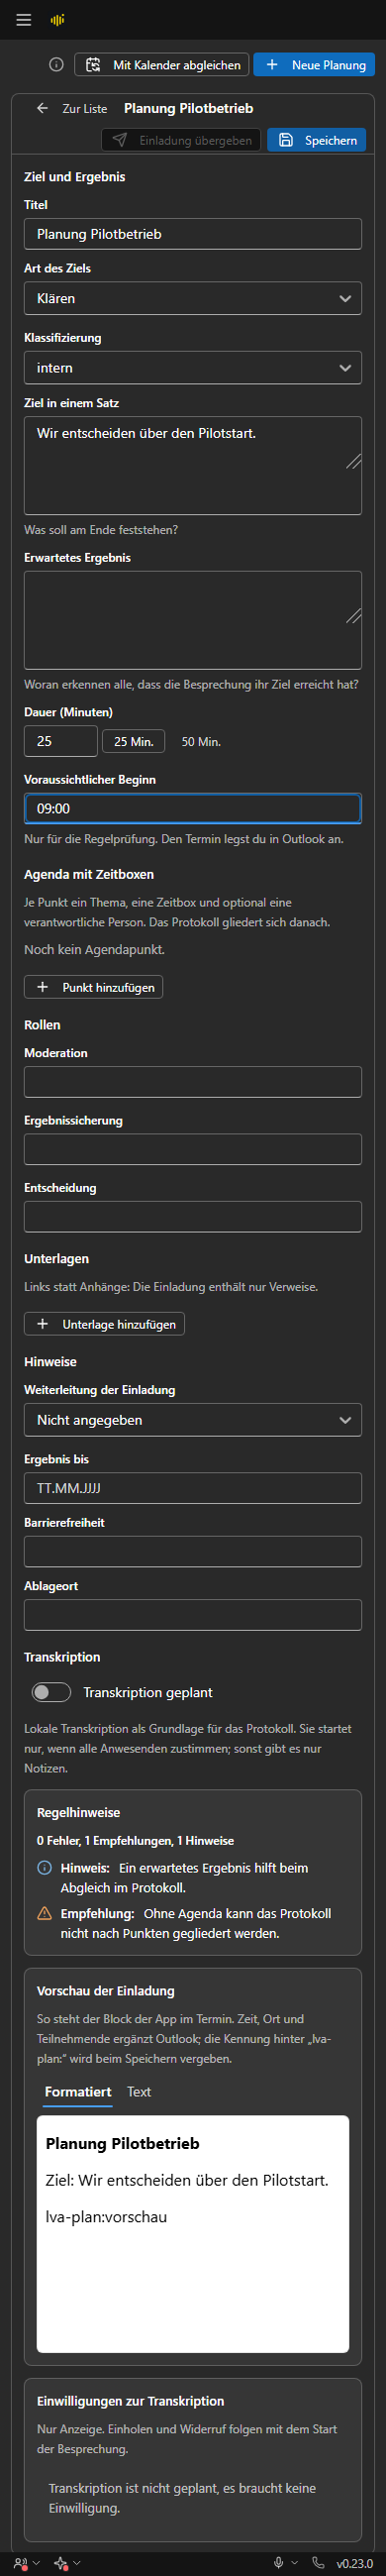 Mit Kalender abgleichen
Neue Planung
Zur Liste
Planung Pilotbetrieb
Einladung übergeben
Speichern
Ziel und Ergebnis
Titel
Planung Pilotbetrieb
Art des Ziels
Klären
Klassifizierung
intern
Ziel in einem Satz
Wir entscheiden über den Pilotstart.
Was soll am Ende feststehen?
Erwartetes Ergebnis
Woran erkennen alle, dass die Besprechung ihr Ziel erreicht hat?
Dauer (Minuten)
25
25 Min.
50 Min.
Voraussichtlicher Beginn
09:00
Nur für die Regelprüfung. Den Termin legst du in Outlook an.
Agenda mit Zeitboxen
Je Punkt ein Thema, eine Zeitbox und optional eine
verantwortliche Person. Das Protokoll gliedert sich danach.
Noch kein Agendapunkt.
Punkt hinzufügen
Rollen
Moderation
Ergebnissicherung
Entscheidung
Unterlagen
Links statt Anhänge: Die Einladung enthält nur Verweise.
Unterlage hinzufügen
Hinweise
Weiterleitung der Einladung
Nicht angegeben
Ergebnis bis
TT.MM.JJJJ
Barrierefreiheit
Ablageort
Transkription
Transkription geplant
Lokale Transkription als Grundlage für das Protokoll. Sie startet
nur, wenn alle Anwesenden zustimmen; sonst gibt es nur
Notizen.
Regelhinweise
0 Fehler, 1 Empfehlungen, 1 Hinweise
Hinweis: Ein erwartetes Ergebnis hilft beim
Abgleich im Protokoll.
Empfehlung: Ohne Agenda kann das Protokoll
nicht nach Punkten gegliedert werden.
Vorschau der Einladung
So steht der Block der App im Termin. Zeit, Ort und
Teilnehmende ergänzt Outlook; die Kennung hinter „lva-
plan:“ wird beim Speichern vergeben.
Formatiert
Text
Planung Pilotbetrieb
Ziel: Wir entscheiden über den Pilotstart.
lva-plan:vorschau
Einwilligungen zur Transkription
Nur Anzeige. Einholen und Widerruf folgen mit dem Start
der Besprechung.
Transkription ist nicht geplant, es braucht keine
Einwilligung.
v0.23.0